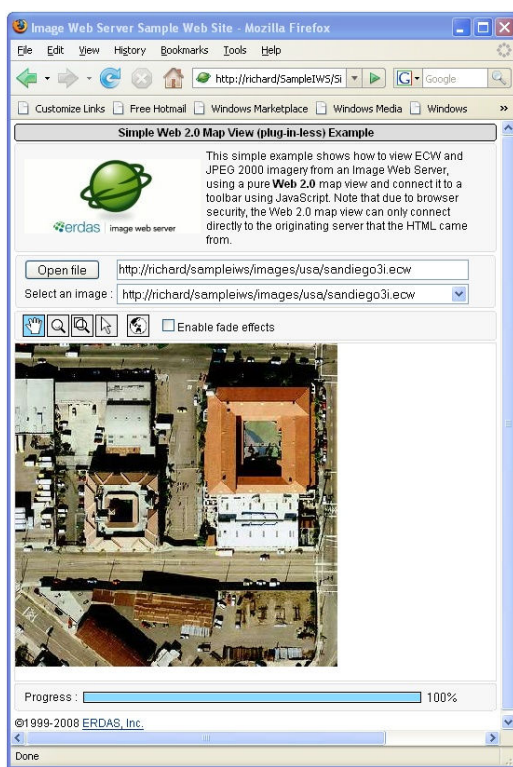 Image Web Server Sample Web Site - Mozilla Firefox
File Edit View History Bookmarks Tools Help
http://richard/SampleIWS/Si
G Google
Customize Links Free Hotmail Windows Marketplace Windows Media Windows »
Simple Web 2.0 Map View (plug-in-less) Example
This simple example shows how to view ECW and
JPEG 2000 imagery from an Image Web Server,
using a pure Web 2.0 map view and connect it to a
toolbar using JavaScript. Note that due to browser
security, the Web 2.0 map view can only connect
directly to the originating server that the HTML came
from.
erdas image web server
Open file http://richard/sampleiws/images/usa/sandiego3i.ecw
Select an image : http://richard/sampleiws/images/usa/sandiego3i.ecw
Enable fade effects
Progress : 100%
©1999-2008 ERDAS, Inc.
Done